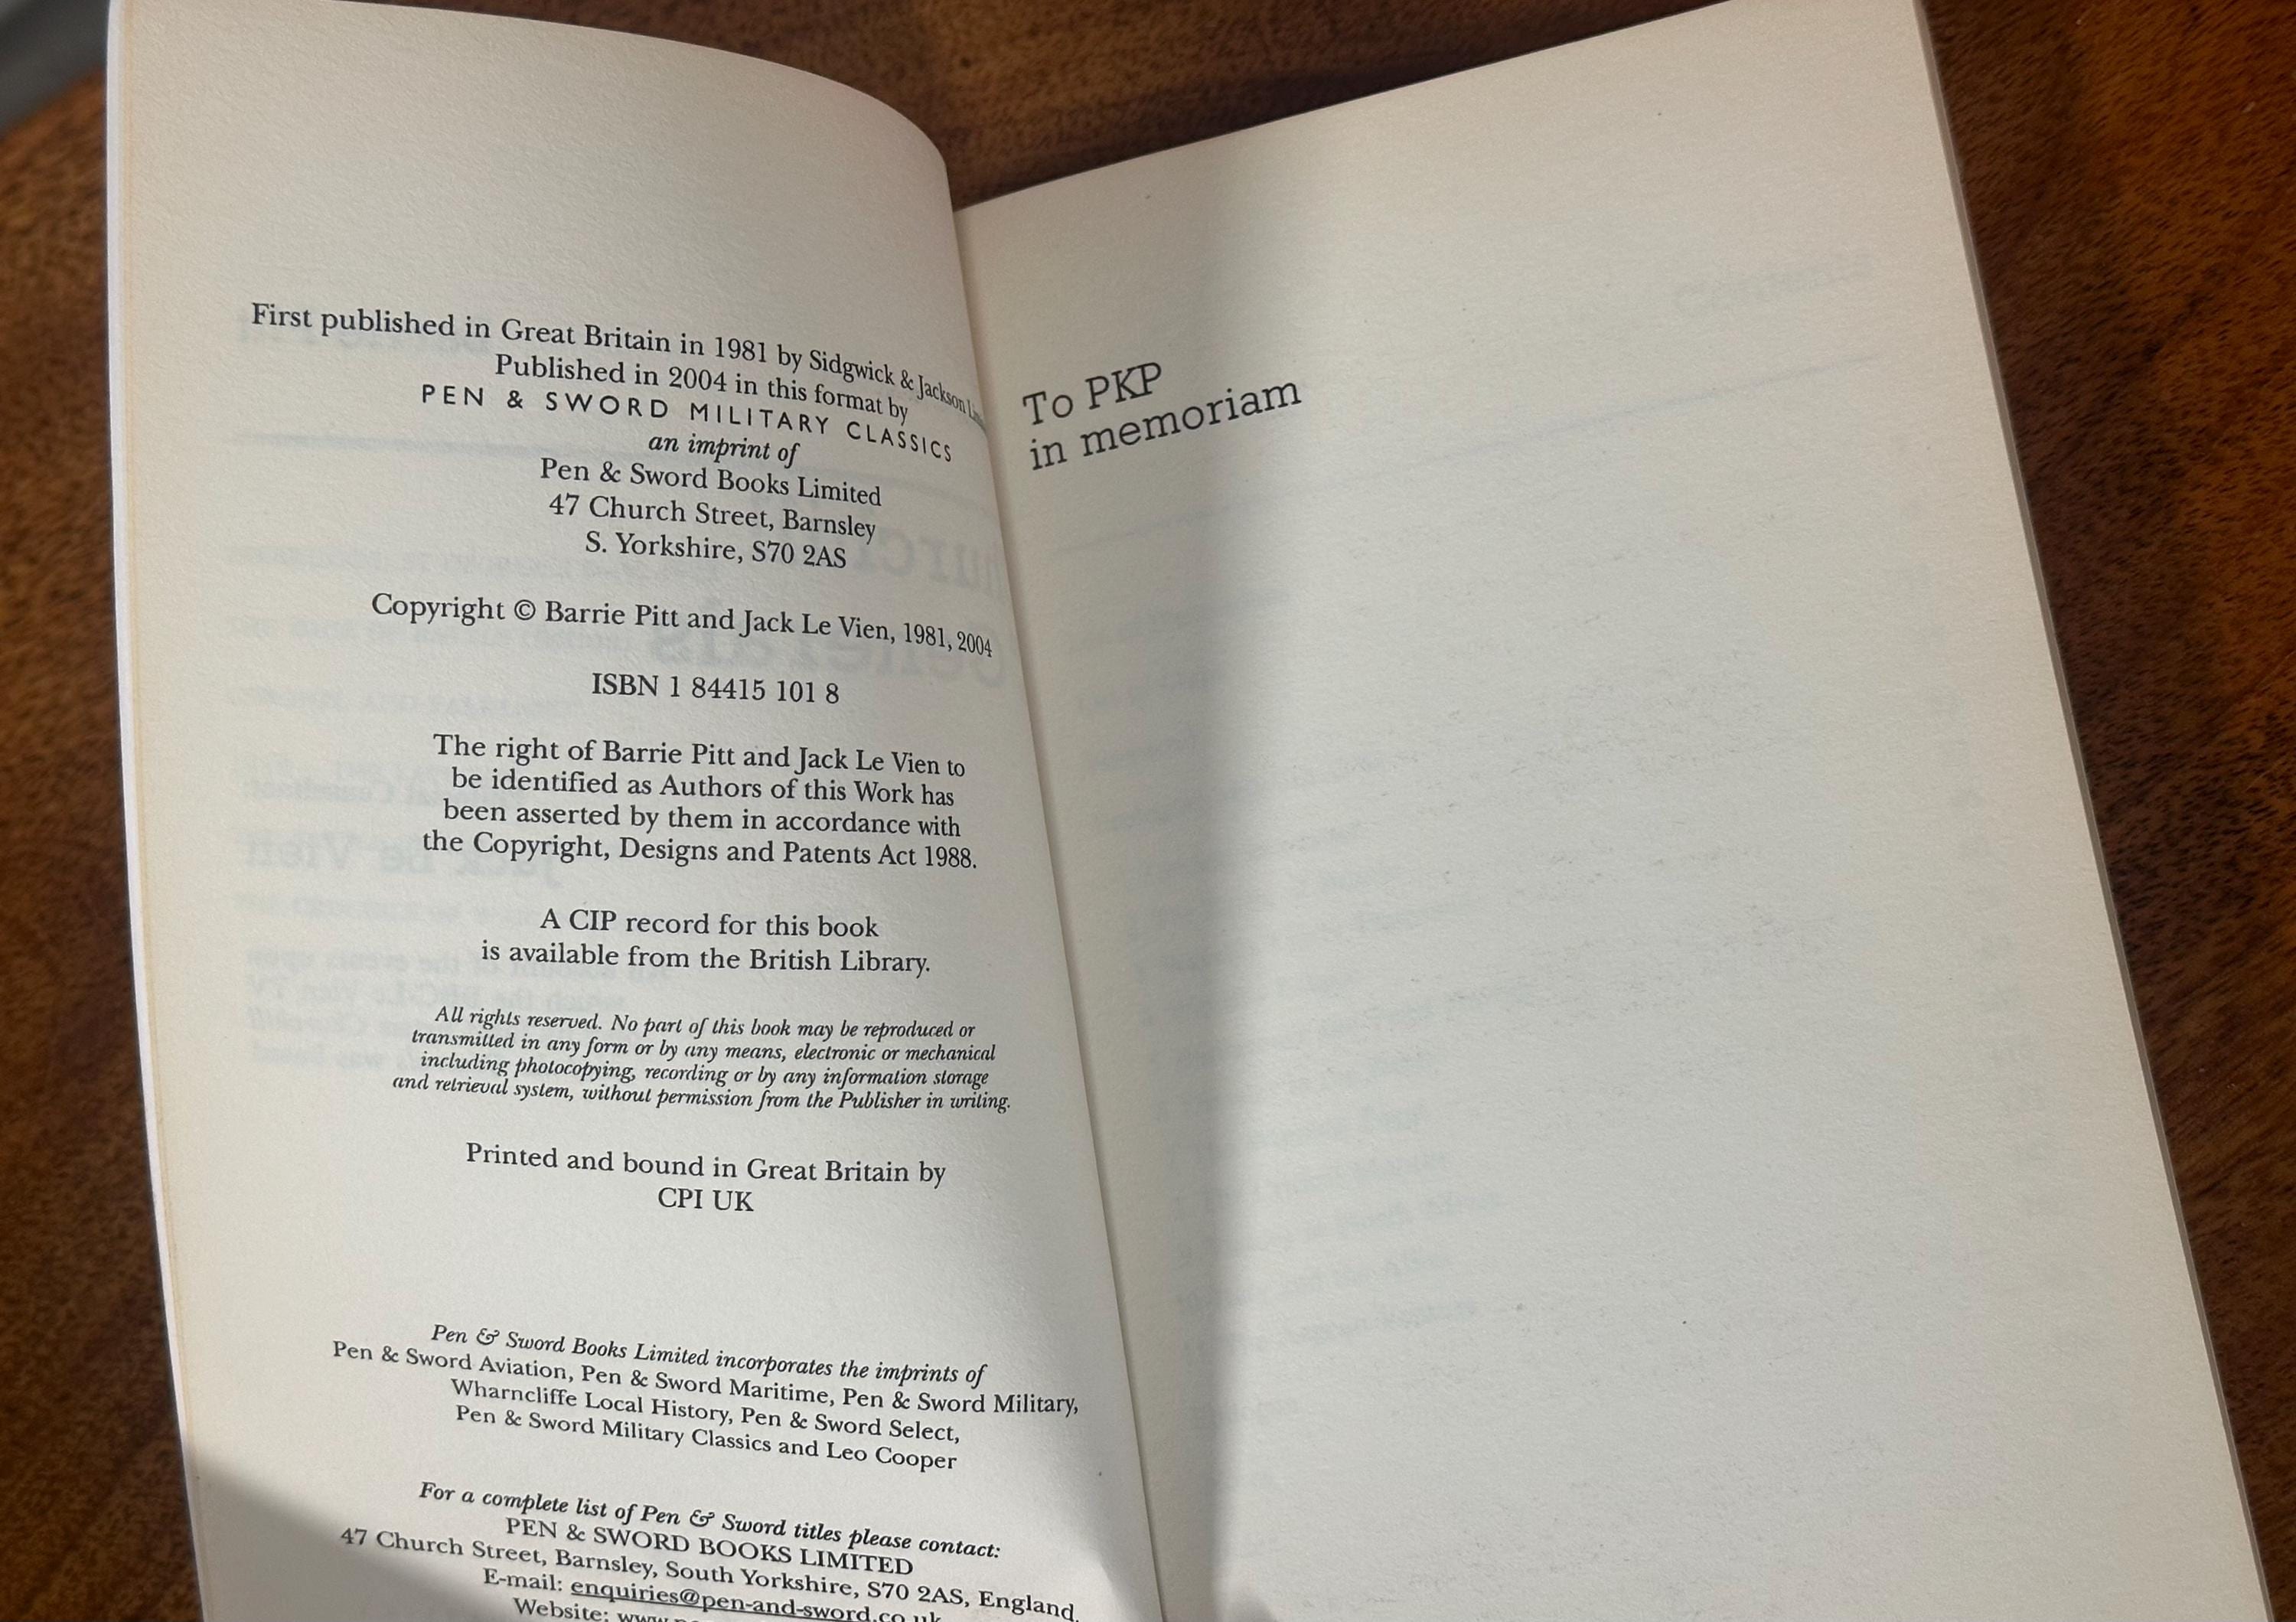 First published in Great Britain in 1981 by Sidgwick & Jackson
Published in 2004 in this format by
PEN & SWORD MILITARY CLASSICS
an imprint of
Pen & Sword Books Limited
47 Church Street, Barnsley
S. Yorkshire, S70 2AS
Copyright © Barrie Pitt and Jack Le Vien, 1981, 2004
ISBN 1 84415 101 8
The right of Barrie Pitt and Jack Le Vien to
be identified as Authors of this Work has
been asserted by them in accordance with
the Copyright, Designs and Patents Act 1988.
A CIP record for this book
is available from the British Library.
All rights reserved. No part of this book may be reproduced or
transmitted in any form or by any means, electronic or mechanical
including photocopying, recording or by any information storage
and retrieval system, without permission from the Publisher in writing.
Printed and bound in Great Britain by
CPI UK
Pen & Sword Books Limited incorporates the imprints of
Pen & Sword Aviation, Pen & Sword Maritime, Pen & Sword Military,
Wharncliffe Local History, Pen & Sword Select,
Pen & Sword Military Classics and Leo Cooper
For a complete list of Pen & Sword titles please contact:
PEN & SWORD BOOKS LIMITED
47 Church Street, Barnsley, South Yorkshire, S70 2AS, England.
E-mail: enquiries@pen-and-sword.co.uk
Website:
To PKP
in memoriam